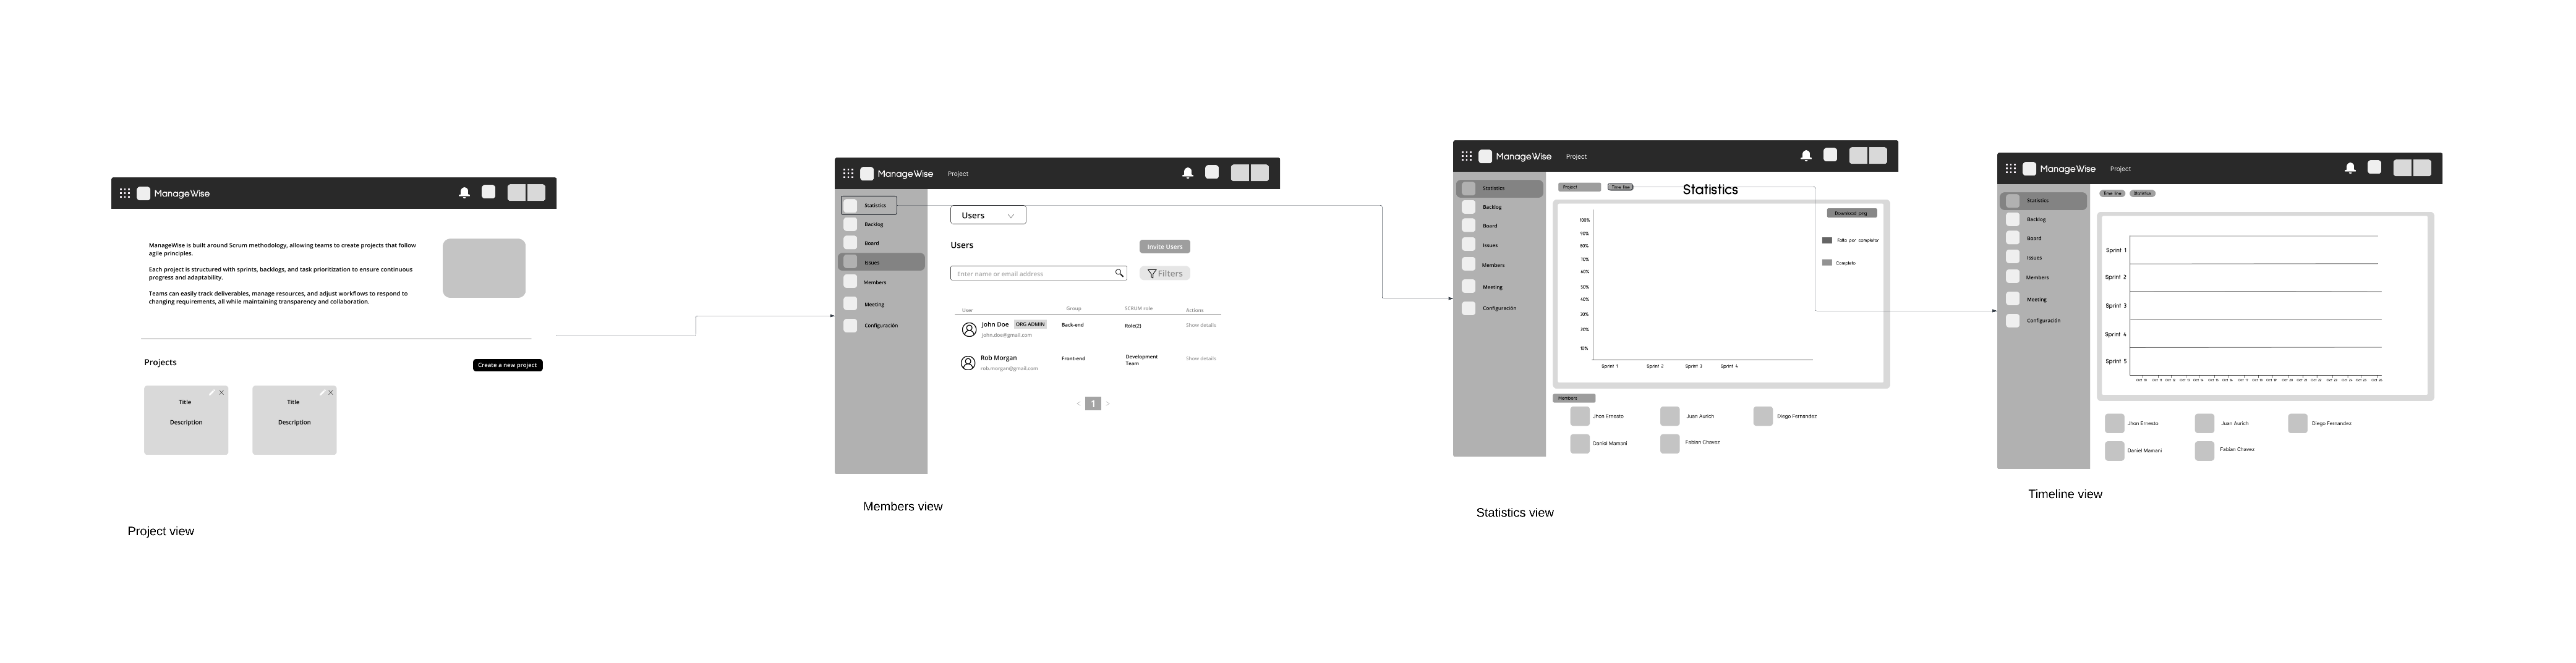 ManageWise
ManageWise is built around Scrum methodology, allowing teams to create projects that follow
agile principles.
Each project is structured with sprints, backlogs, and task prioritization to ensure continuous
progress and adaptability.
Teams can easily track deliverables, manage resources, and adjust workflows to respond to
changing requirements, all while maintaining transparency and collaboration.
Projects
Create a new project
Title
Description
Title
Description
Project view
ManageWise
Project
Statistics
Backlog
Board
Issues
Members
Meeting
Configuración
Users
Users
Invite Users
Enter name or email address
Filters
User
Group
SCRUM role
Actions
John Doe
ORG ADMIN
john.doe@gmail.com
Back-end
Role(2)
Show details
Rob Morgan
rob.morgan@gmail.com
Front-end
Development
Team
Show details
< 1 >
Members view
ManageWise
Project
Statistics
Backlog
Board
Issues
Members
Meeting
Configuración
Project
Time line
Statistics
Download .png
100%
90%
80%
70%
60%
50%
40%
30%
20%
10%
Falta por completar
Completo
Sprint 1
Sprint 2
Sprint 3
Sprint 4
Members
Jhon Ernesto
Juan Aurich
Diego Fernandez
Daniel Mamani
Fabian Chavez
Statistics view
ManageWise
Project
Statistics
Backlog
Board
Issues
Members
Meeting
Configuración
Time line
Statistics
Sprint 1
Sprint 2
Sprint 3
Sprint 4
Sprint 5
Jhon Ernesto
Juan Aurich
Diego Fernandez
Daniel Mamani
Fabian Chavez
Timeline view